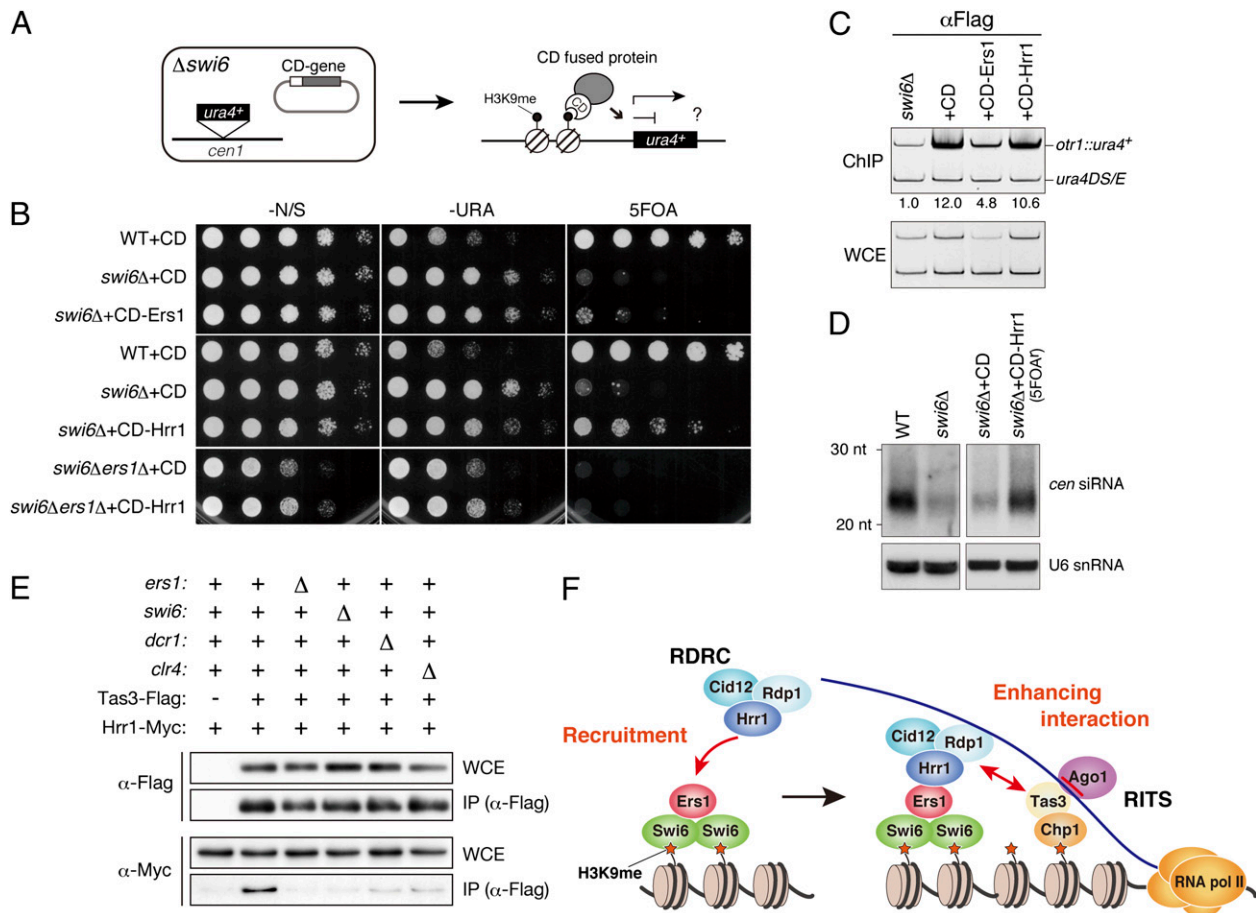 A
Δswi6
CD-gene
ura4+
cen1
CD fused protein
H3K9me
CD
?
ura4+
B
-N/S
-URA
5FOA
WT+CD
swi6Δ+CD
swi6Δ+CD-Ers1
WT+CD
swi6Δ+CD
swi6Δ+CD-Hrr1
swi6Δers1Δ+CD
swi6Δers1Δ+CD-Hrr1
C
αFlag
swi6Δ
+CD
+CD-Ers1
+CD-Hrr1
ChIP
otr1::ura4+
ura4DS/E
1.0 12.0 4.8 10.6
WCE
D
WT
swi6Δ
swi6Δ+CD
swi6Δ+CD-Hrr1
(5FOAr)
30 nt
20 nt
cen siRNA
U6 snRNA
E
ers1: + + Δ + + +
swi6: + + + Δ + +
dcr1: + + + + Δ +
clr4: + + + + + Δ
Tas3-Flag: - + + + + +
Hrr1-Myc: + + + + + +
α-Flag
WCE
IP (α-Flag)
α-Myc
WCE
IP (α-Flag)
F
RDRC
Cid12
Rdp1
Hrr1
Recruitment
Ers1
Swi6 Swi6
H3K9me
Enhancing
interaction
Cid12
Rdp1
Hrr1
Ers1
Swi6 Swi6
Ago1
Tas3
RITS
Chp1
RNA pol II